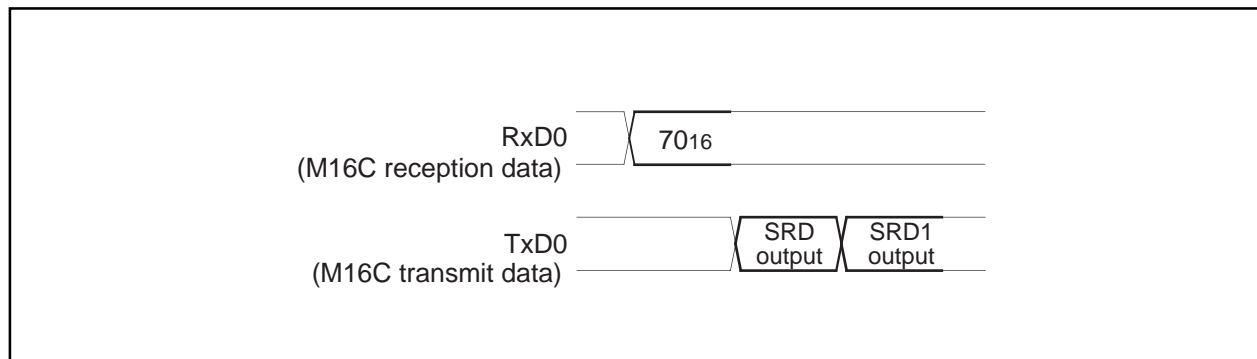 RxD0
(M16C reception data)
7016
TxD0
(M16C transmit data)
SRD
output
SRD1
output